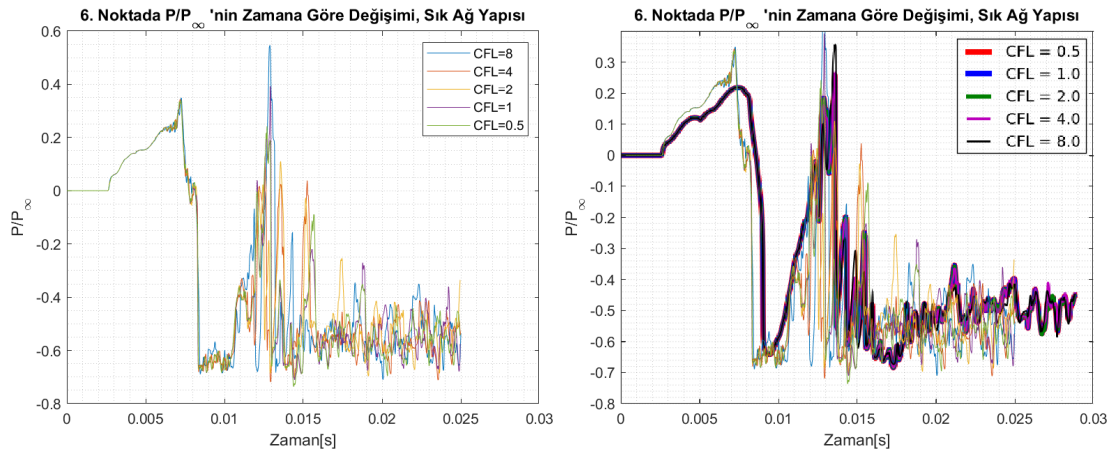 6. Noktada P/P∞ 'nin Zamana Göre Değişimi, Sık Ağ Yapısı
0.6
0.4
0.2
0
-0.2
-0.4
-0.6
-0.8
P/P∞
0
0.005
0.01
0.015
0.02
0.025
0.03
Zaman[s]
CFL=8
CFL=4
CFL=2
CFL=1
CFL=0.5
6. Noktada P/P∞ 'nin Zamana Göre Değişimi, Sık Ağ Yapısı
0.3
0.2
0.1
0
-0.1
-0.2
-0.3
-0.4
-0.5
-0.6
-0.7
-0.8
P/P∞
0
0.005
0.01
0.015
0.02
0.025
0.03
Zaman[s]
CFL = 0.5
CFL = 1.0
CFL = 2.0
CFL = 4.0
CFL = 8.0